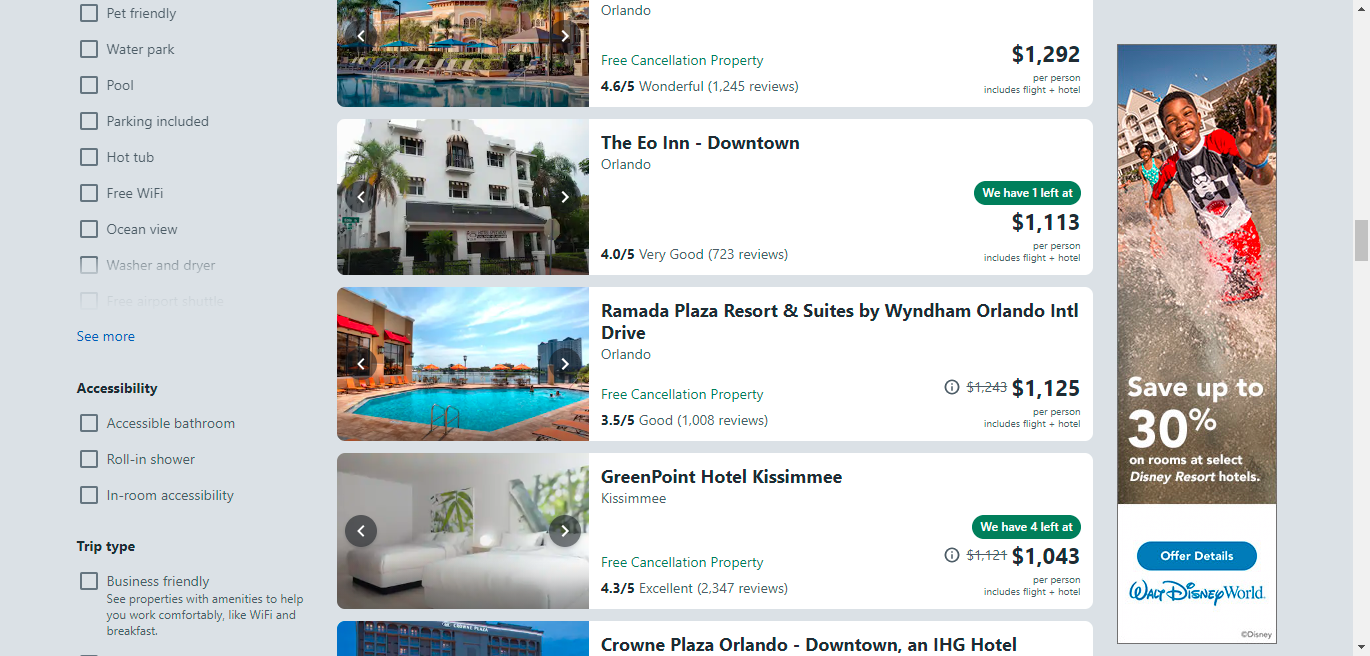 Pet friendly
Water park
Pool
Parking included
Hot tub
Free WiFi
Ocean view
Washer and dryer
Free airport shuttle
See more
Accessibility
Accessible bathroom
Roll-in shower
In-room accessibility
Trip type
Business friendly
See properties with amenities to help
you work comfortably, like WiFi and
breakfast.
Orlando
Free Cancellation Property
4.6/5 Wonderful (1,245 reviews)
$1,292
per person
includes flight + hotel
The Eo Inn - Downtown
Orlando
We have 1 left at
$1,113
per person
includes flight + hotel
4.0/5 Very Good (723 reviews)
Ramada Plaza Resort & Suites by Wyndham Orlando Intl
Drive
Orlando
Free Cancellation Property
3.5/5 Good (1,008 reviews)
$1,243 $1,125
per person
includes flight + hotel
GreenPoint Hotel Kissimmee
Kissimmee
We have 4 left at
Free Cancellation Property
4.3/5 Excellent (2,347 reviews)
$1,121 $1,043
per person
includes flight + hotel
CROWNE PLAZA
Crowne Plaza Orlando - Downtown, an IHG Hotel
Save up to
30%
on rooms at select
Disney Resort hotels.
Offer Details
Walt Disney World.
©Disney